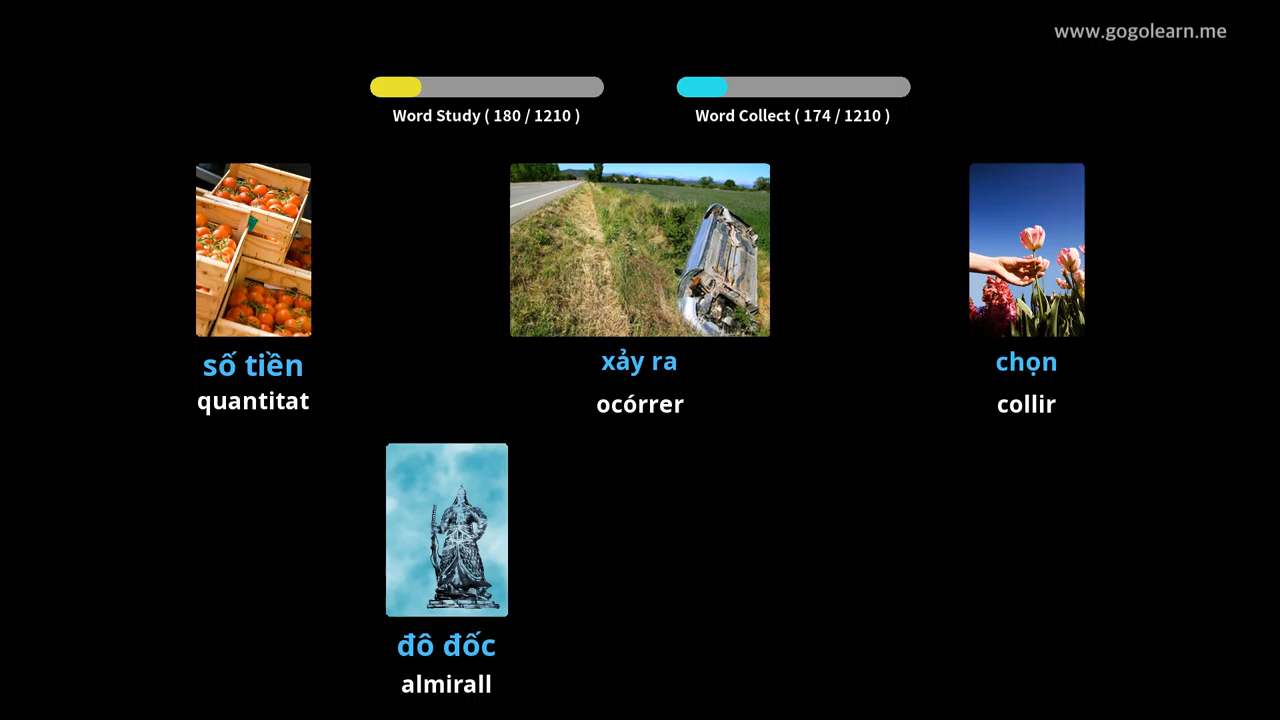 www.gogolearn.me
Word Study ( 180 / 1210 )
Word Collect ( 174 / 1210 )
số tiền
quantitat
xảy ra
ocórrer
chọn
collir
đô đốc
almirall